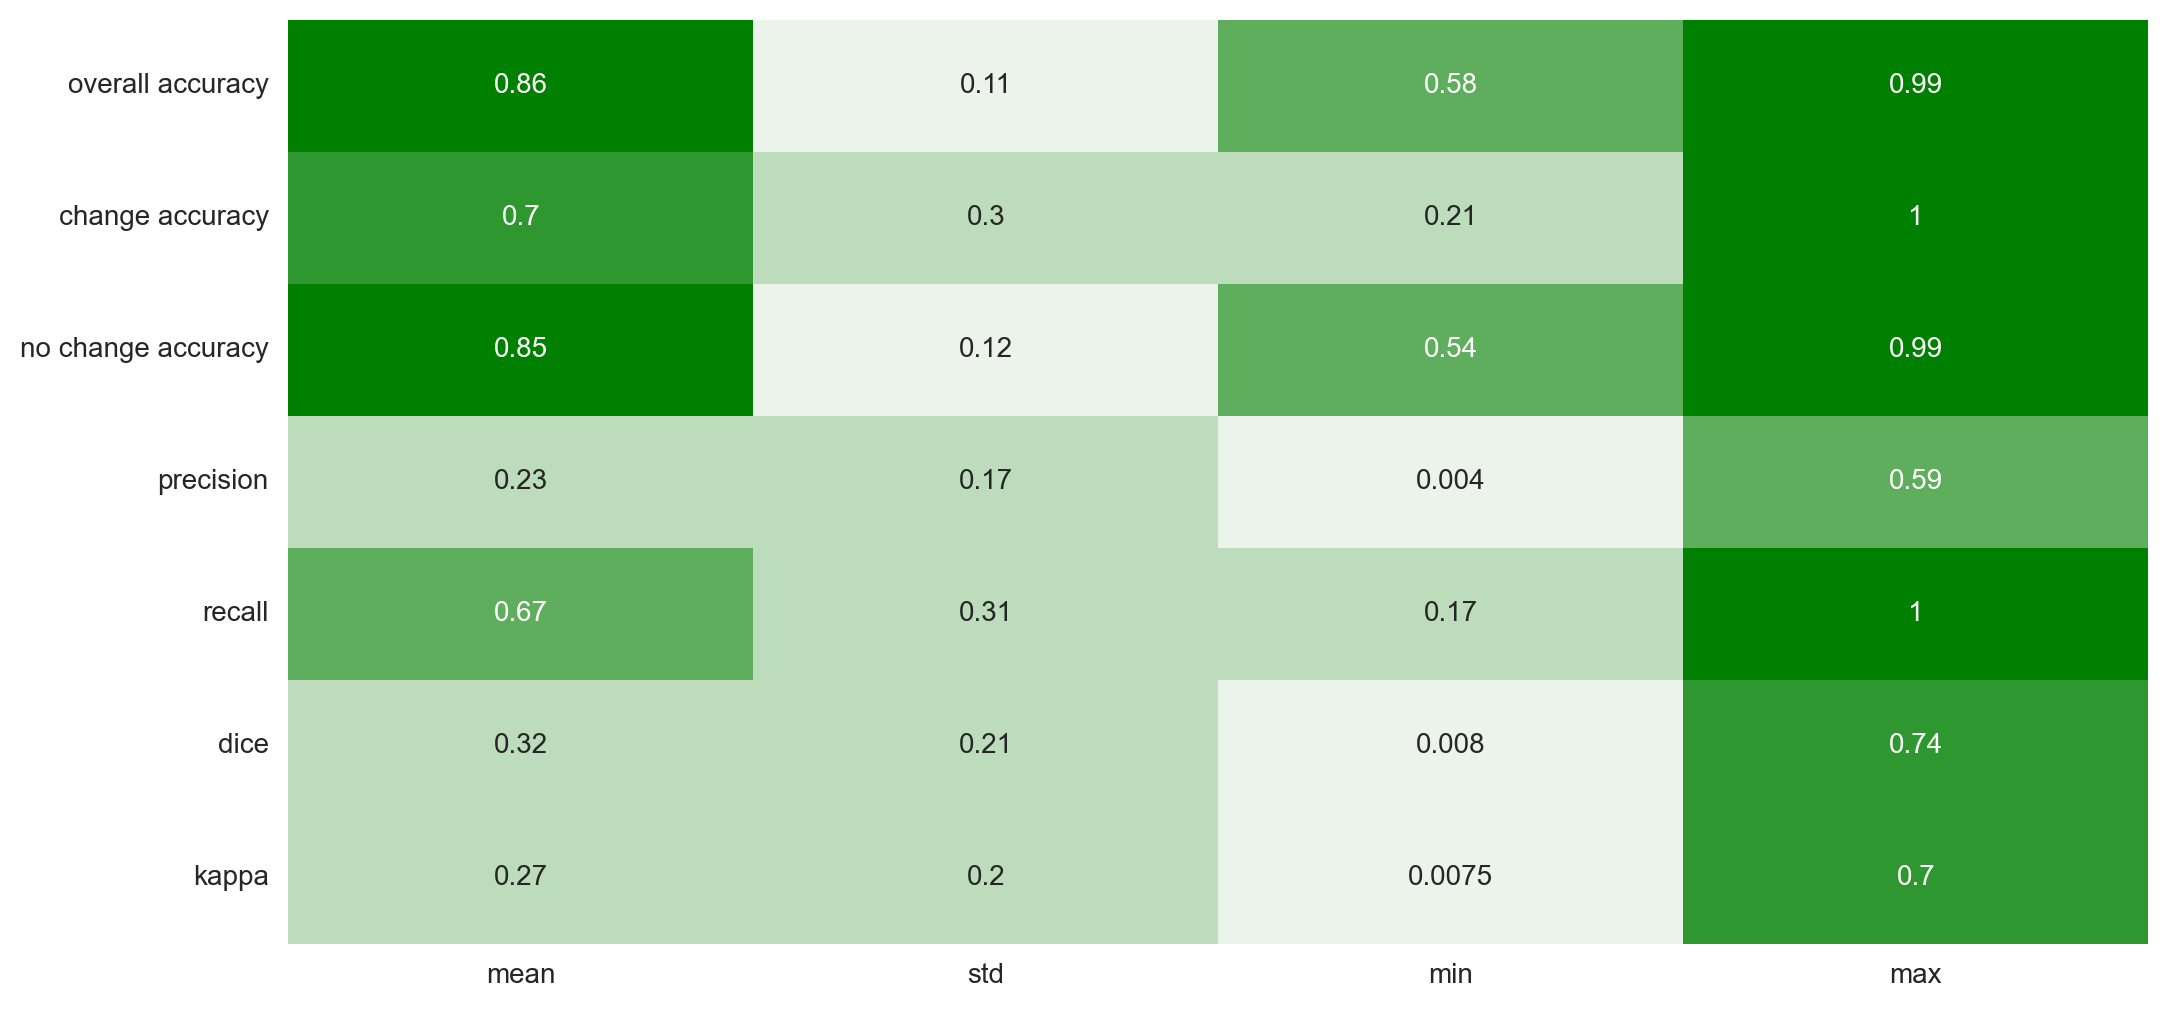 overall accuracy 0.86 0.11 0.58 0.99
change accuracy 0.7 0.3 0.21 1
no change accuracy 0.85 0.12 0.54 0.99
precision 0.23 0.17 0.004 0.59
recall 0.67 0.31 0.17 1
dice 0.32 0.21 0.008 0.74
kappa 0.27 0.2 0.0075 0.7
mean std min max